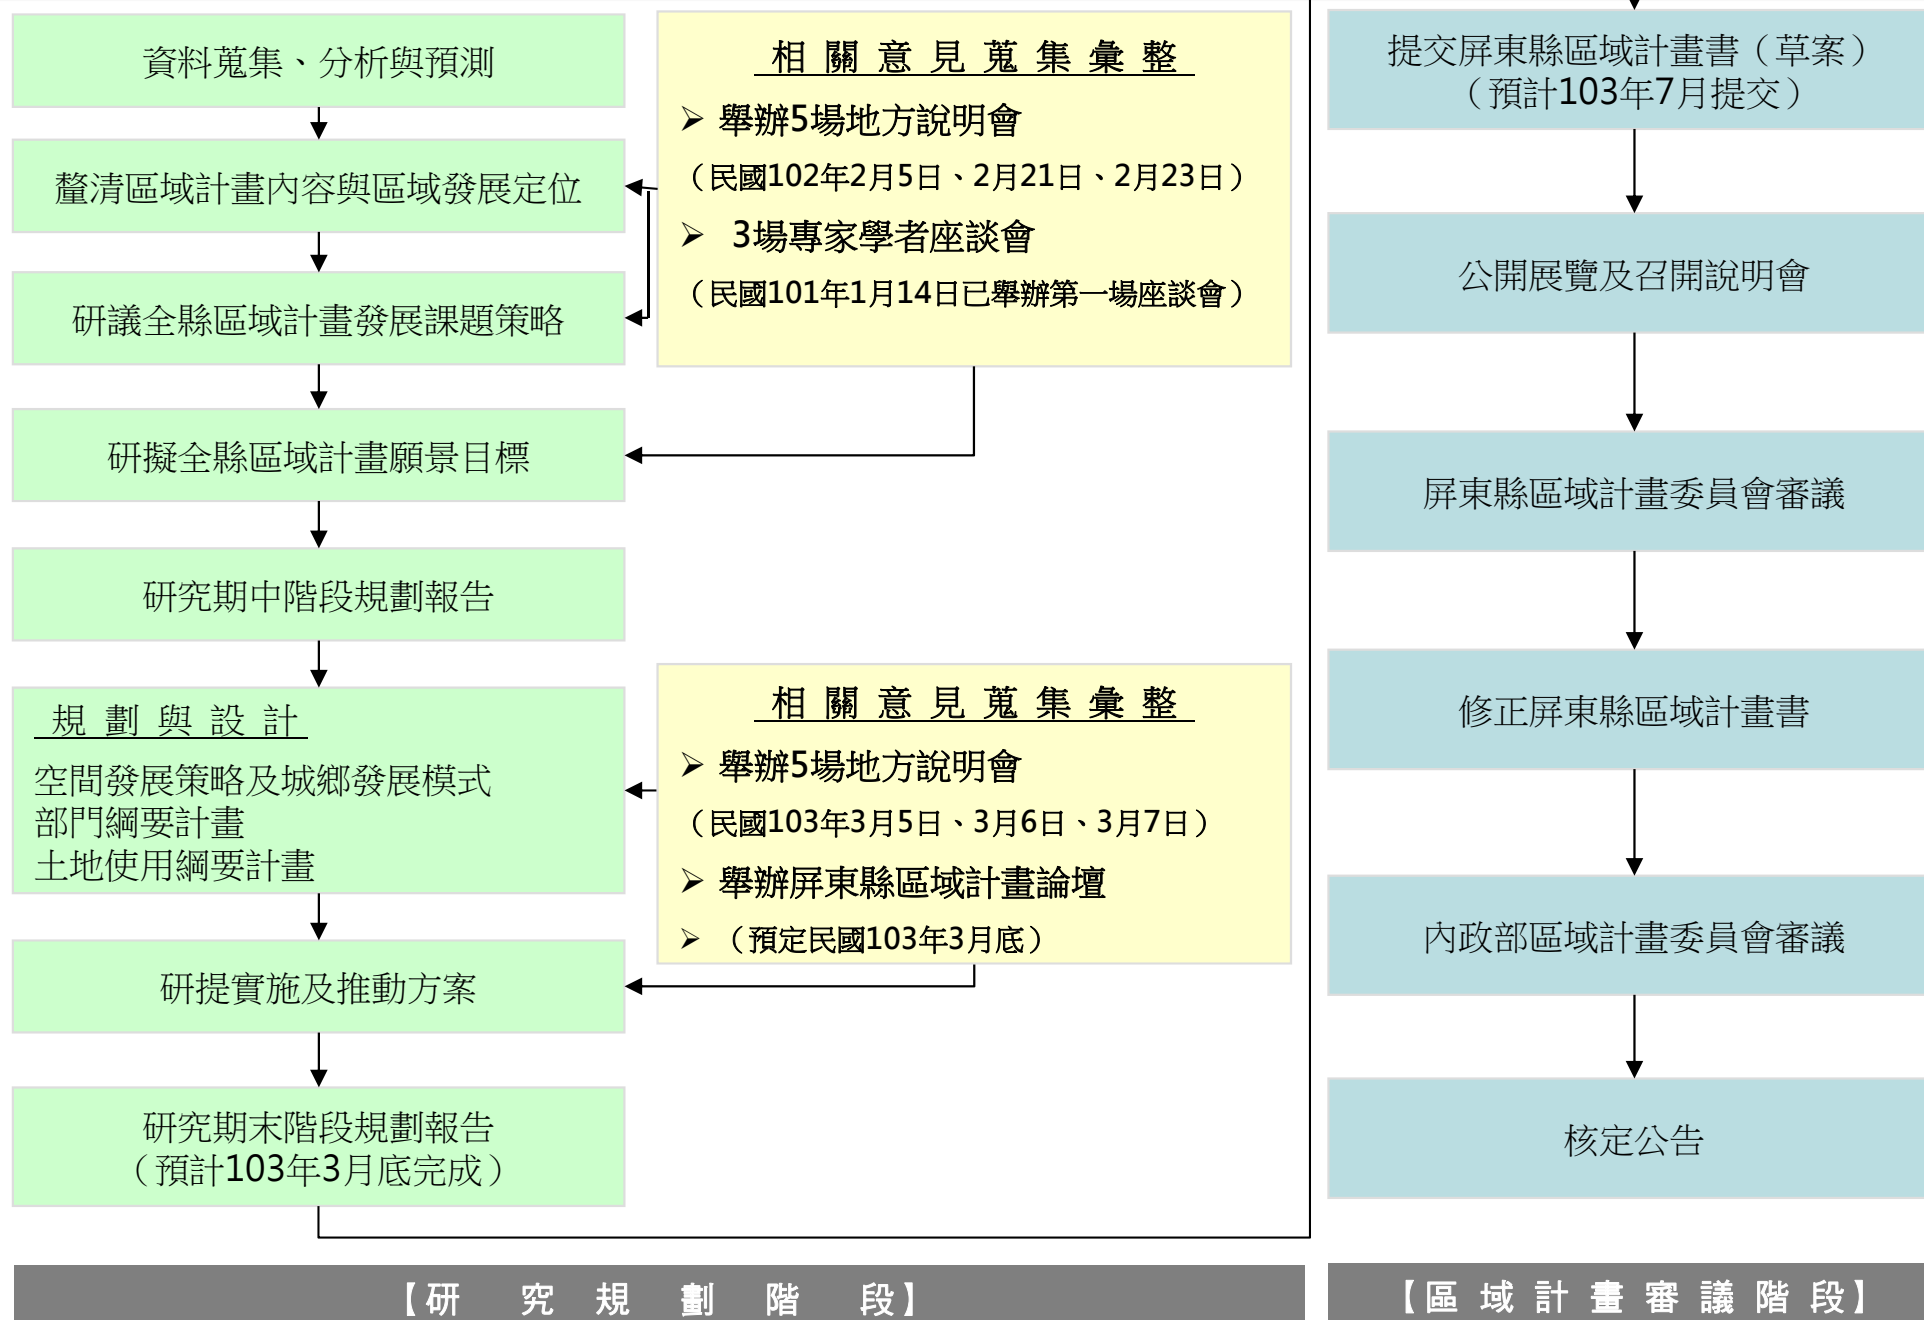 資料蒐集、分析與預測
釐清區域計畫內容與區域發展定位
研議全縣區域計畫發展課題策略
研擬全縣區域計畫願景目標
研究期中階段規劃報告
規劃與設計
空間發展策略及城鄉發展模式
部門綱要計畫
土地使用綱要計畫
研提實施及推動方案
研究期末階段規劃報告
（預計103年3月底完成）
相關意見蒐集彙整
➢ 舉辦5場地方說明會
（民國102年2月5日、2月21日、2月23日）
➢ 3場專家學者座談會
（民國101年1月14日已舉辦第一場座談會）
相關意見蒐集彙整
➢ 舉辦5場地方說明會
（民國103年3月5日、3月6日、3月7日）
➢ 舉辦屏東縣區域計畫論壇
➢ （預定民國103年3月底）
【研究規劃階段】
提交屏東縣區域計畫書（草案）
（預計103年7月提交）
公開展覽及召開說明會
屏東縣區域計畫委員會審議
修正屏東縣區域計畫書
內政部區域計畫委員會審議
核定公告
【區域計畫審議階段】